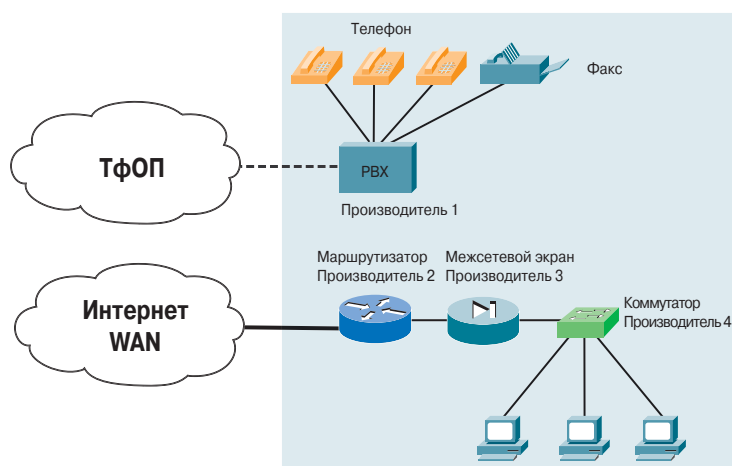 Телефон
Факс
ТфОП
PBX
Производитель 1
Маршрутизатор
Производитель 2
Межсетевой экран
Производитель 3
Интернет
WAN
Коммутатор
Производитель 4